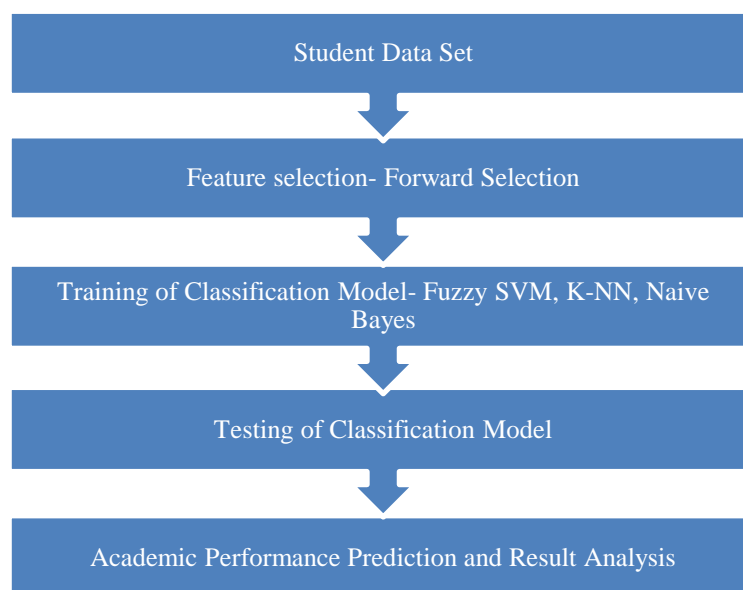 Student Data Set
Feature selection- Forward Selection
Training of Classification Model- Fuzzy SVM, K-NN, Naive
Bayes
Testing of Classification Model
Academic Performance Prediction and Result Analysis